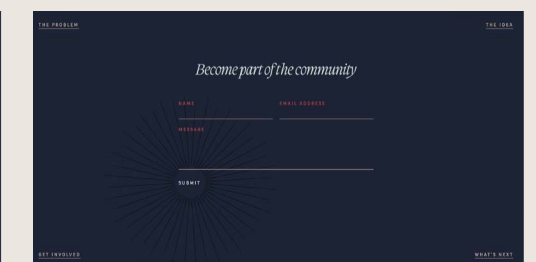 THE PROBLEM
THE IDEA
Become part of the community
NAME
EMAIL ADDRESS
MESSAGE
SUBMIT
GET INVOLVED
WHAT'S NEXT